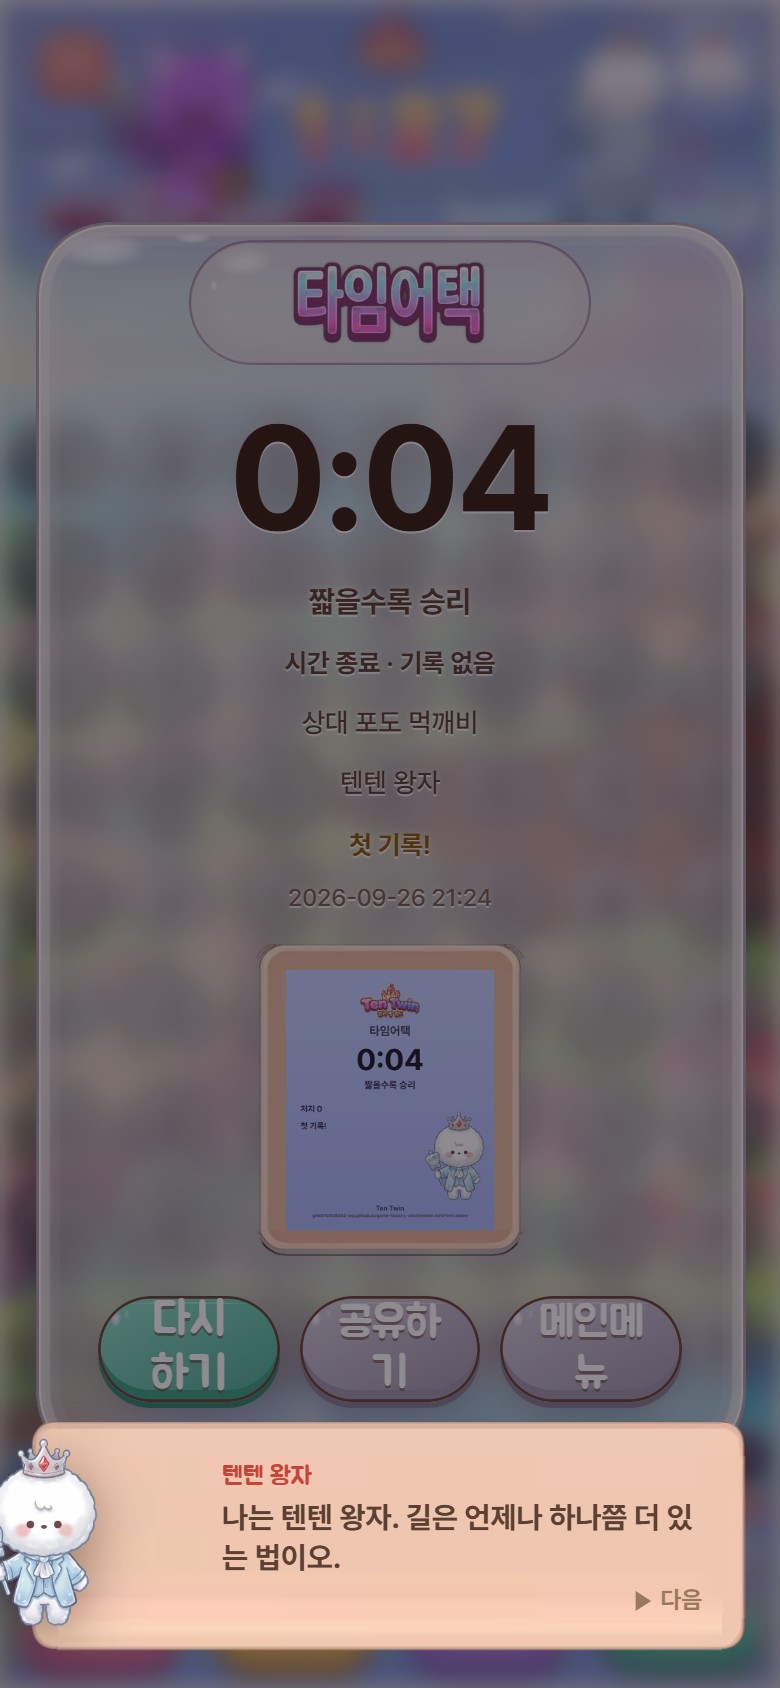 1:27
타임어택
0:04
짧을수록 승리
시간 종료 · 기록 없음
상대 포도 먹깨비
텐텐 왕자
첫 기록!
2026-09-26 21:24
Ten Twin
타임어택
0:04
짧을수록 승리
처치 0
첫 기록!
Ten Twin
다시
하기
공유하
기
메인메
뉴
텐텐 왕자
나는 텐텐 왕자. 길은 언제나 하나쯤 더 있
는 법이오.
▶ 다음